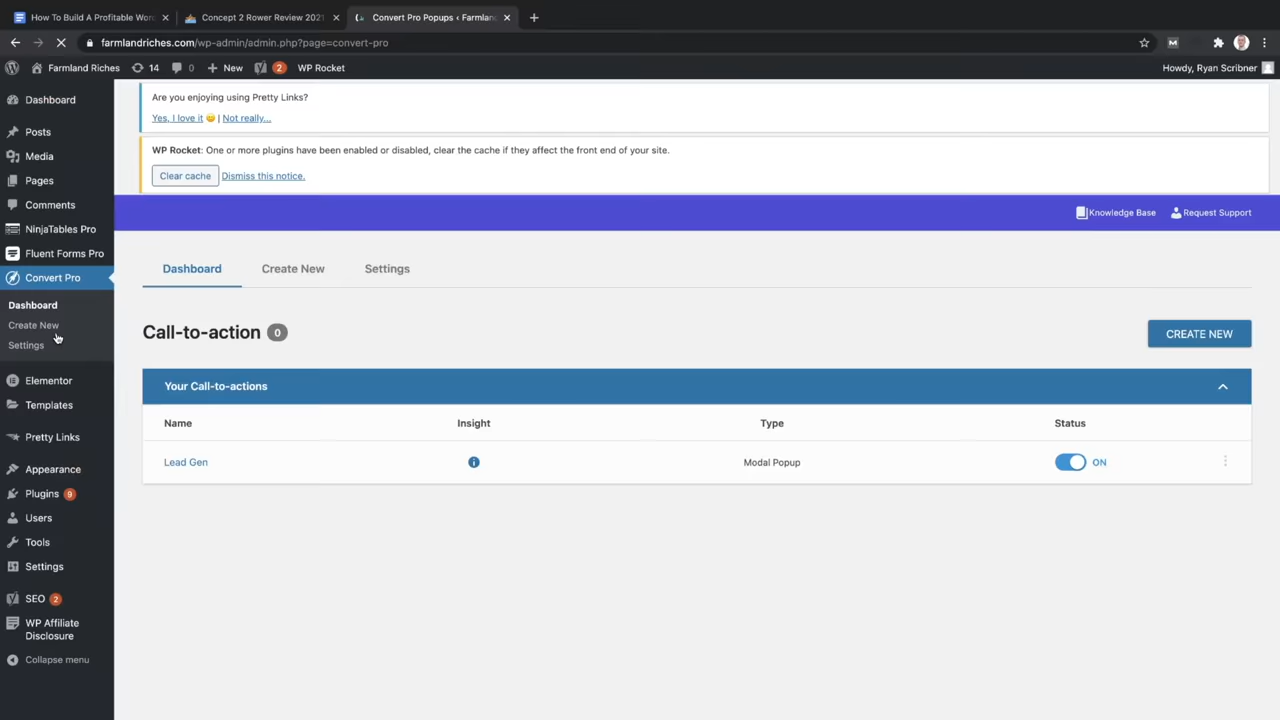 How To Build A Profitable Wor
Concept 2 Rower Review 2021
Convert Pro Popups ‹ Farmlan
farmlandriches.com/wp-admin/admin.php?page=convert-pro
Farmland Riches
14
0
New
2
WP Rocket
Howdy, Ryan Scribner
Dashboard
Posts
Media
Pages
Comments
NinjaTables Pro
Fluent Forms Pro
Convert Pro
Dashboard
Create New
Settings
Elementor
Templates
Pretty Links
Appearance
Plugins 9
Users
Tools
Settings
SEO 2
WP Affiliate
Disclosure
Collapse menu
Are you enjoying using Pretty Links?
Yes, I love it 😀 | Not really...
WP Rocket: One or more plugins have been enabled or disabled, clear the cache if they affect the front end of your site.
Clear cache Dismiss this notice.
Knowledge Base Request Support
Dashboard Create New Settings
Call-to-action 0
CREATE NEW
Your Call-to-actions
Name Insight Type Status
Lead Gen Modal Popup ON